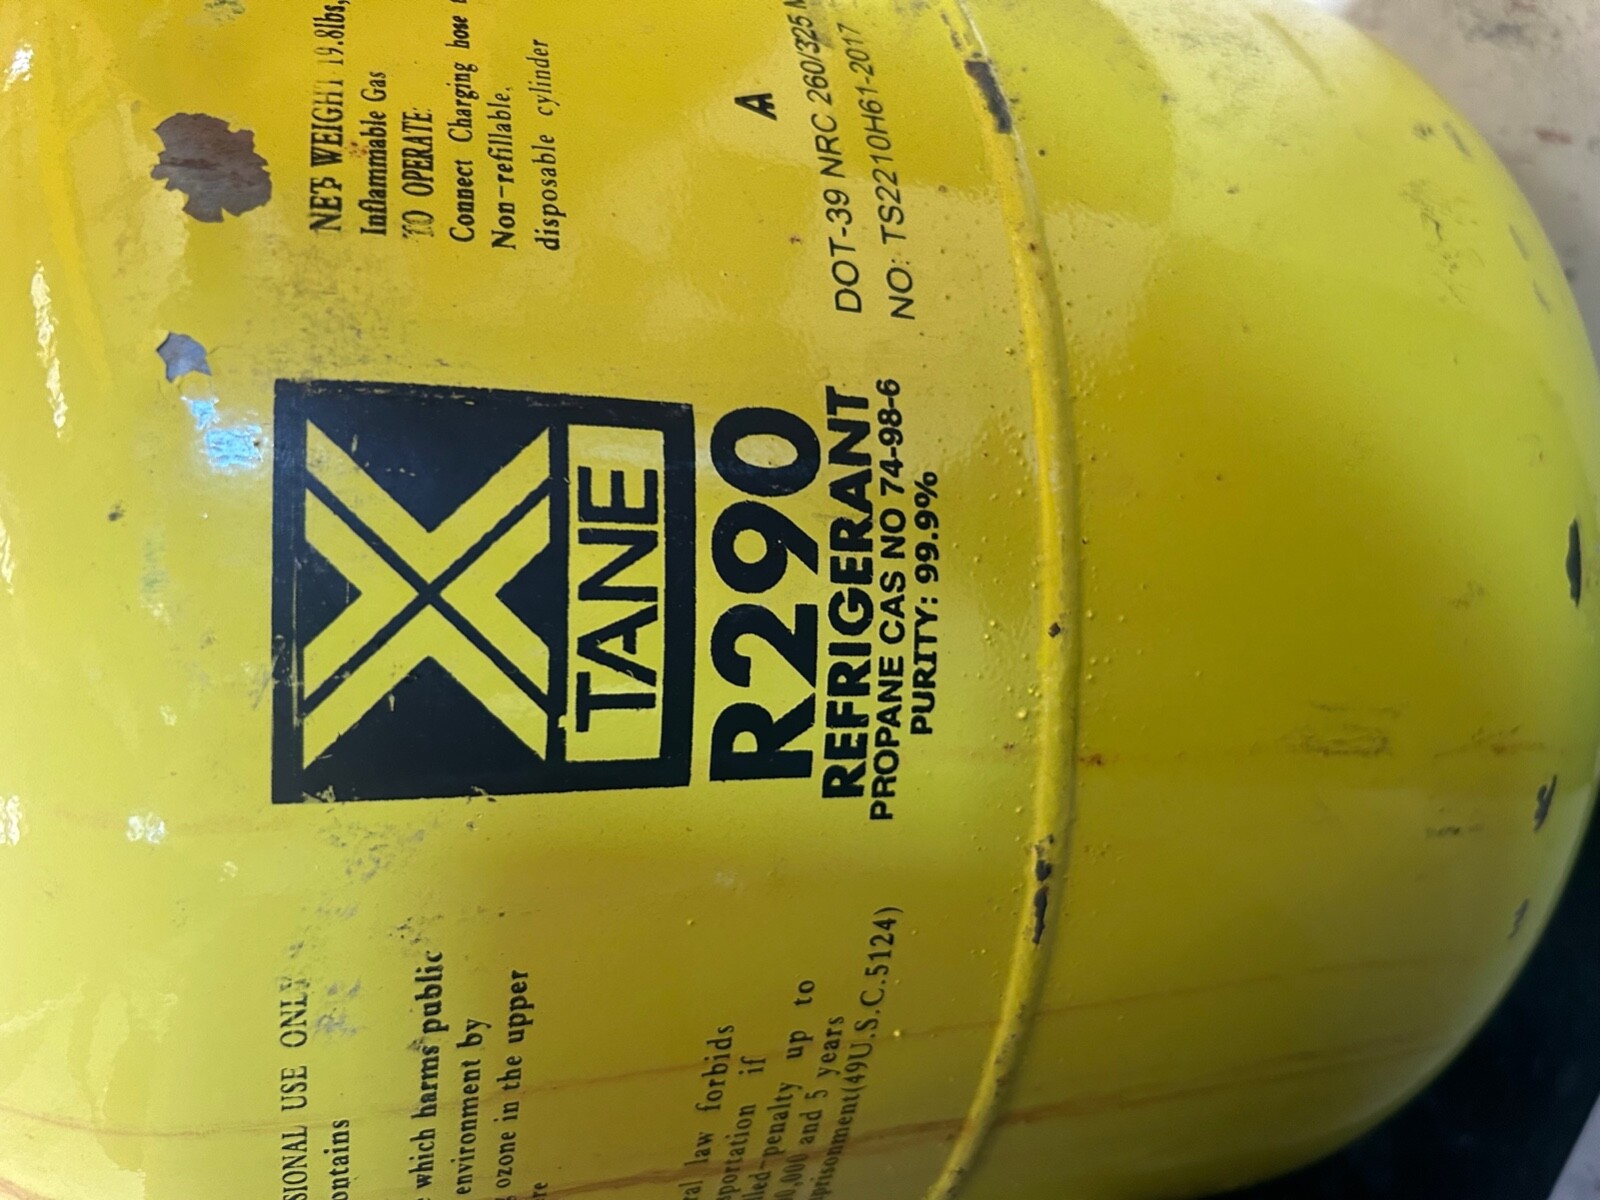 SIONAL USE ONLY
ontains
which harms public
environment by
ozone in the upper
law forbids
if
penalty up to
and 5 years
prisonment(49U.S.C.5124)
X
TANE
R290
REFRIGERANT
PROPANE CAS NO 74-98-6
PURITY: 99.9%
NET WEIGHT 19.8lbs,
Inflammable Gas
TO OPERATE:
Connect Charging hose
Non-refillable,
disposable cylinder
A
DOT-39 NRC 260/325 M
NO: TS2210H61-2017